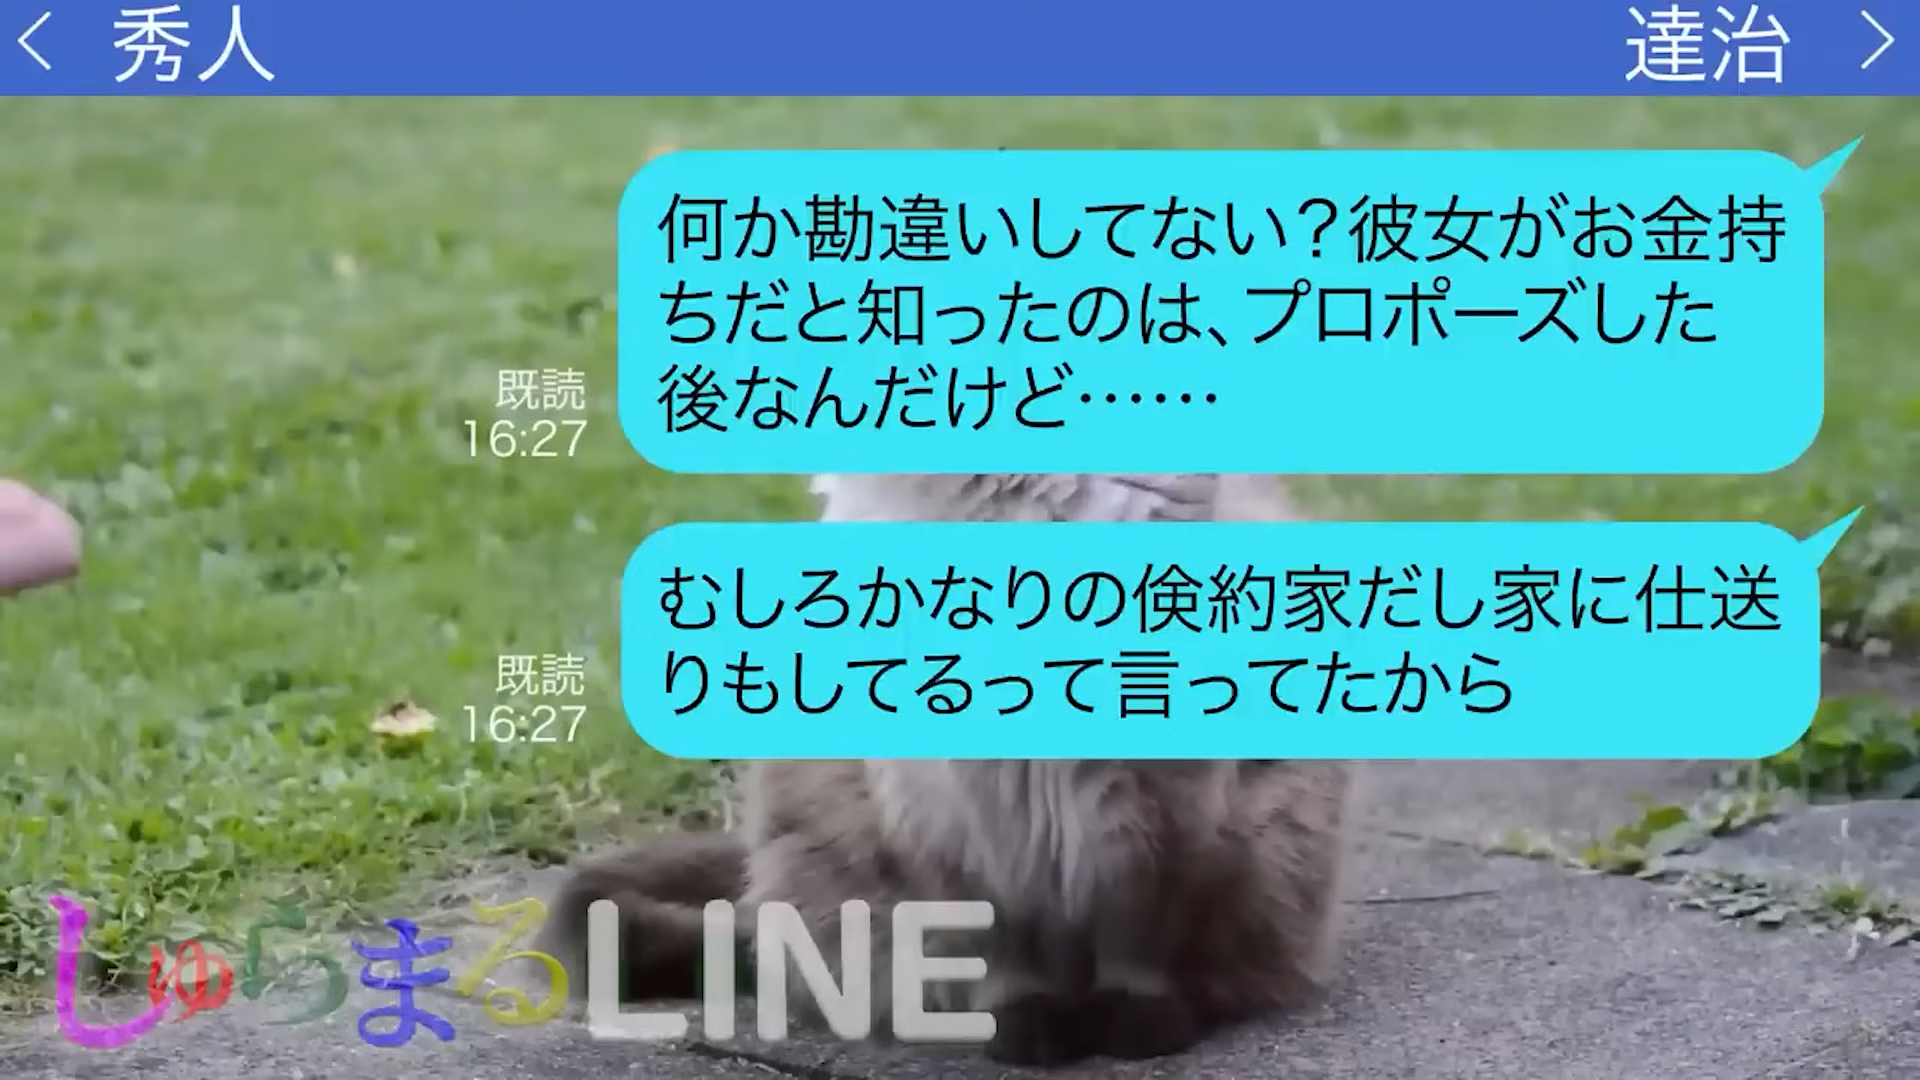 秀人
達治
何か勘違いしてない？彼女がお金持
ちだと知ったのは、プロポーズした
後なんだけど……
既読
16:27
むしろかなりの倹約家だし家に仕送
りもしてるって言ってたから
既読
16:27
しゅらまるLINE